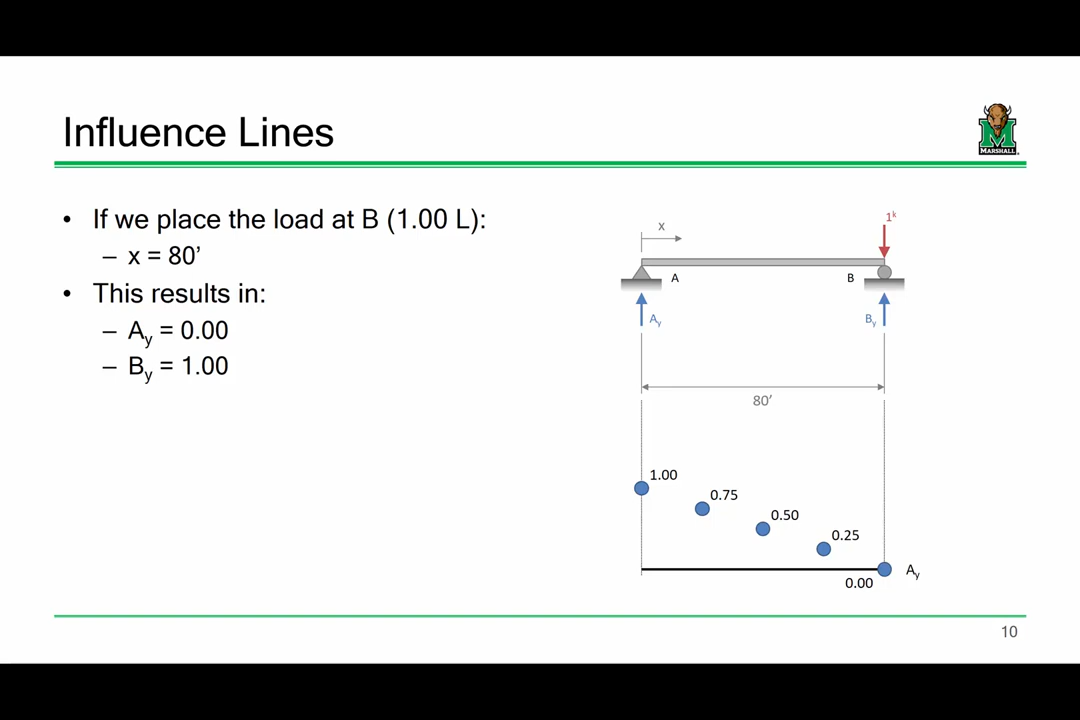 Influence Lines
MARSHALL
• If we place the load at B (1.00 L):
– x = 80’
• This results in:
– Ay = 0.00
– By = 1.00
1k
x
A
B
Ay
By
80’
1.00
0.75
0.50
0.25
Ay
0.00
10